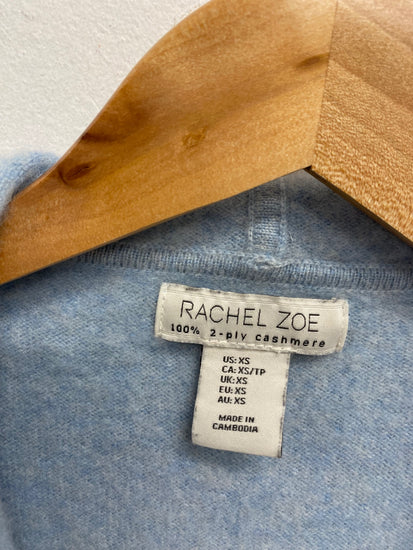 RACHEL ZOE
100% 2-ply cashmere
US: XS
CA: XS/TP
UK: XS
EU: XS
AU: XS
MADE IN
CAMBODIA